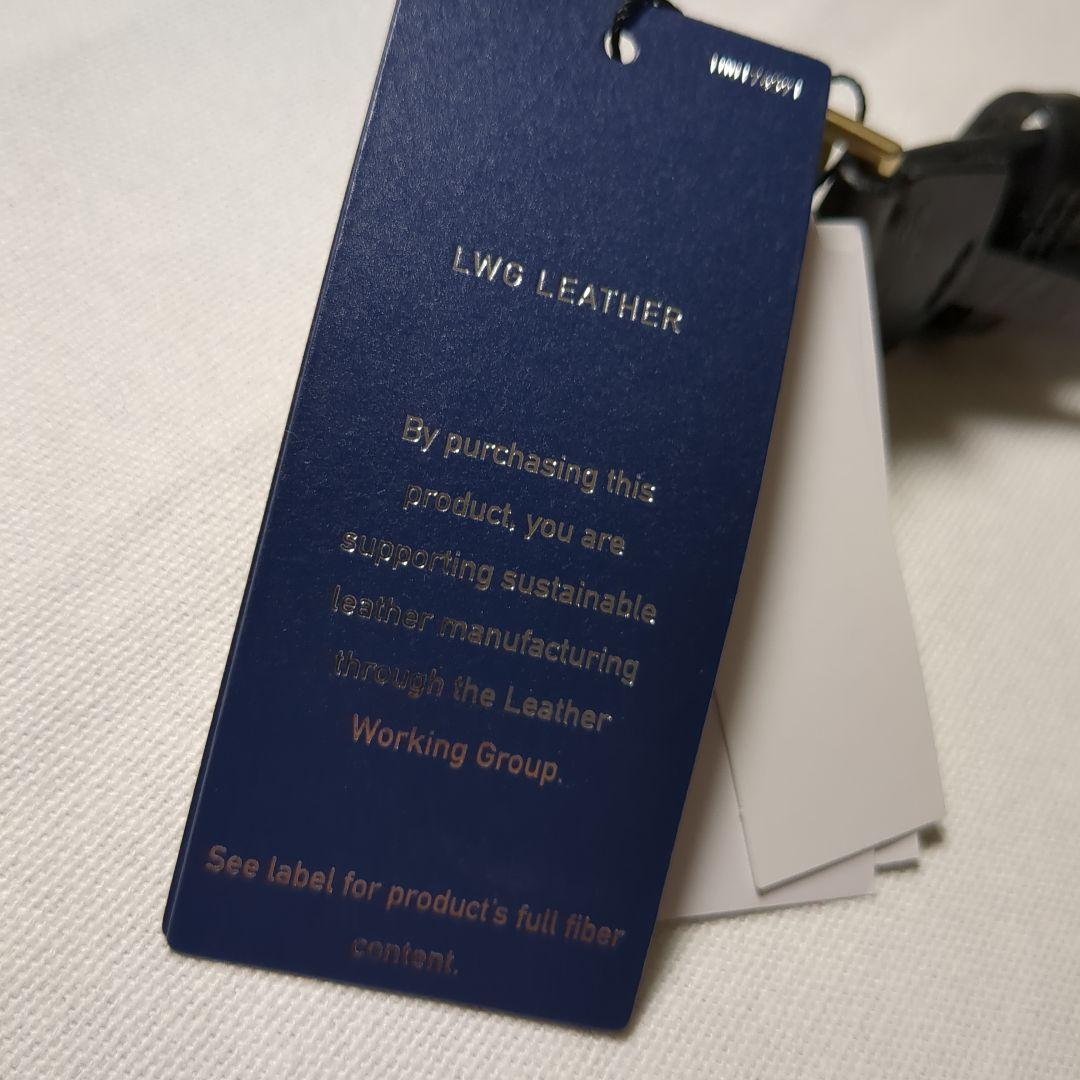 LWG LEATHER
By purchasing this
product, you are
supporting sustainable
leather manufacturing
through the Leather
Working Group.
See label for product's full fiber
content.